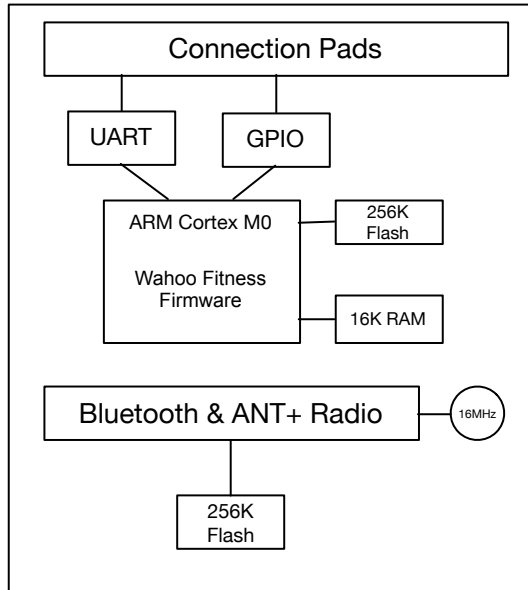 Connection Pads
UART
GPIO
ARM Cortex M0
256K
Flash
Wahoo Fitness
Firmware
16K RAM
Bluetooth & ANT+ Radio
16MHz
256K
Flash